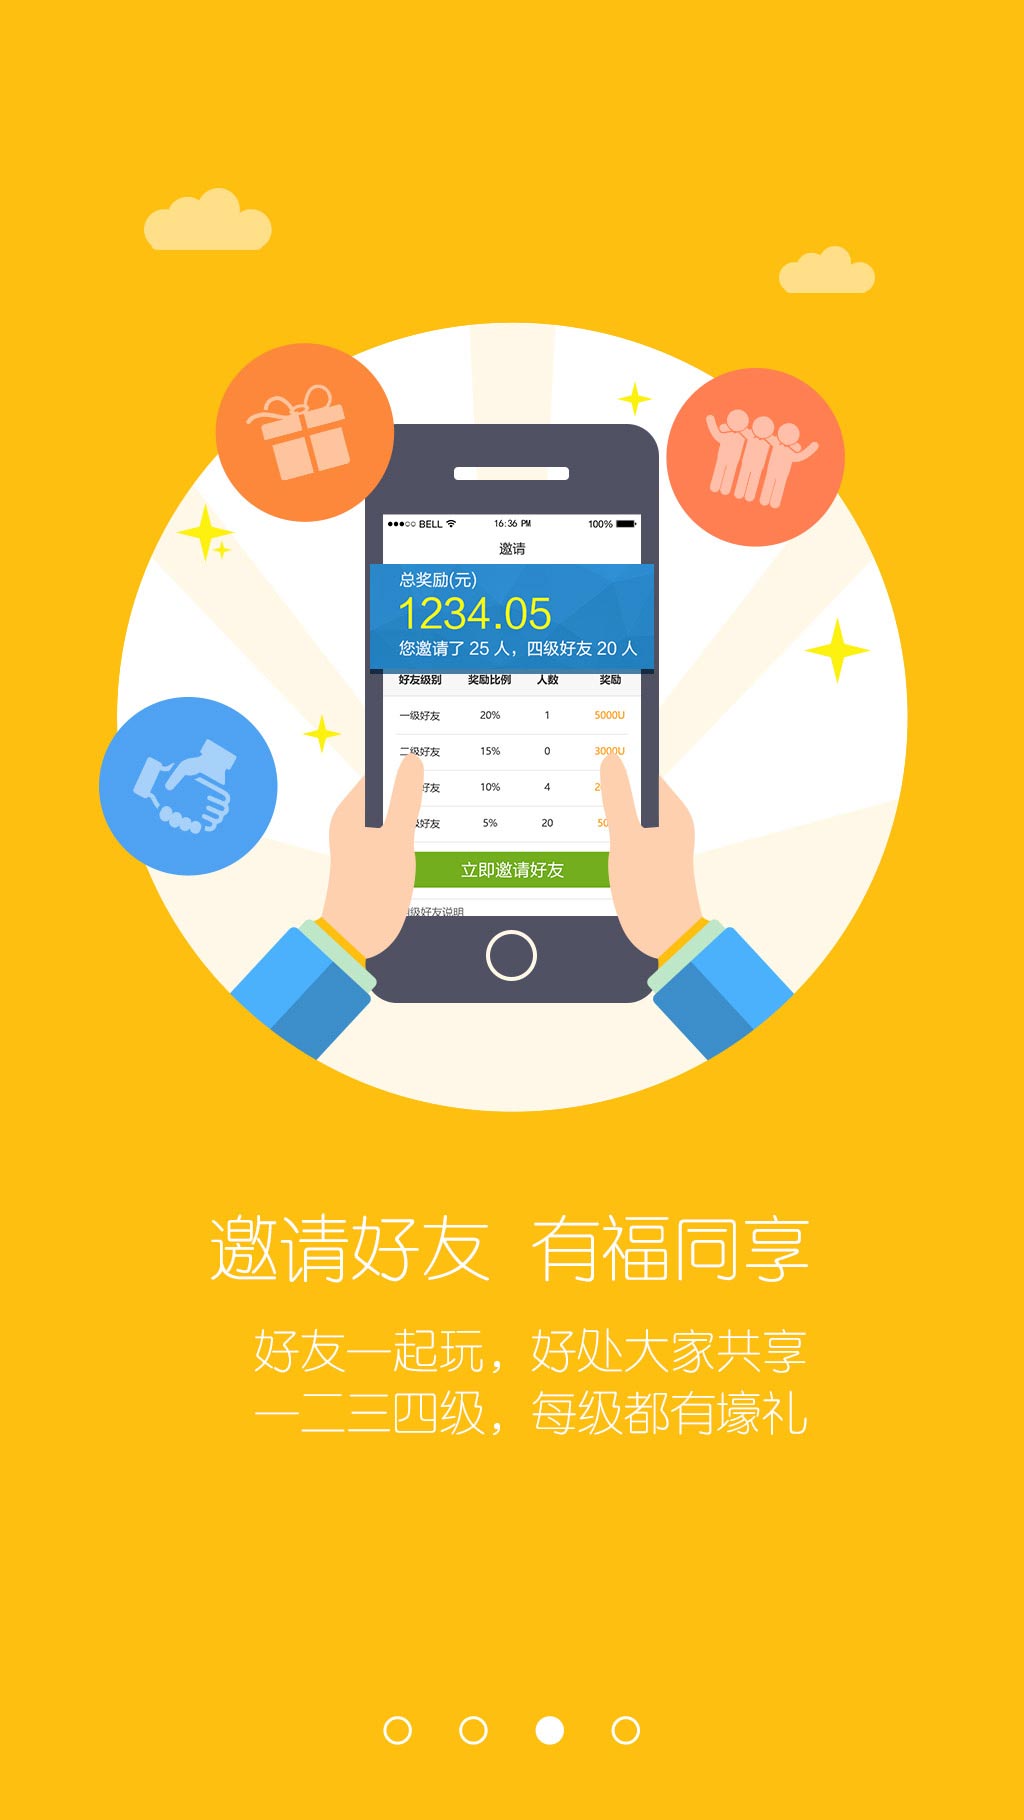 BELL 16:36 PM 100%
邀请
总奖励(元)
1234.05
您邀请了 25 人，四级好友 20 人
好友级别 奖励比例 人数 奖励
一级好友 20% 1 5000U
二级好友 15% 0 3000U
好友 10% 4 2
级好友 5% 20 50
立即邀请好友
级好友说明
邀请好友 有福同享
好友一起玩，好处大家共享
一二三四级，每级都有壕礼